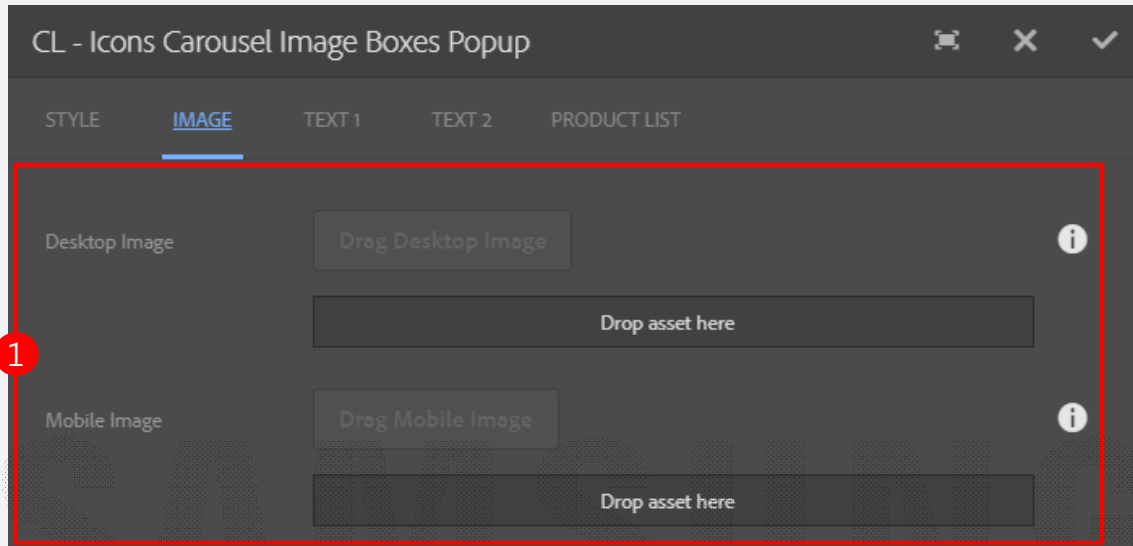 CL - Icons Carousel Image Boxes Popup
STYLE IMAGE TEXT 1 TEXT 2 PRODUCT LIST
Desktop Image Drag Desktop Image
Drop asset here
1
Mobile Image Drag Mobile Image
SAMSUNG
Drop asset here